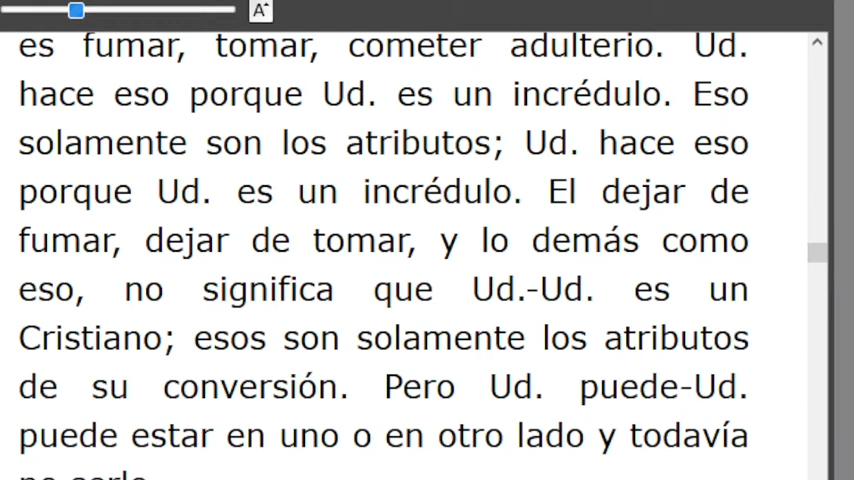 A
es fumar, tomar, cometer adulterio. Ud.
hace eso porque Ud. es un incrédulo. Eso
solamente son los atributos; Ud. hace eso
porque Ud. es un incrédulo. El dejar de
fumar, dejar de tomar, y lo demás como
eso, no significa que Ud.-Ud. es un
Cristiano; esos son solamente los atributos
de su conversión. Pero Ud. puede-Ud.
puede estar en uno o en otro lado y todavía
no serlo.